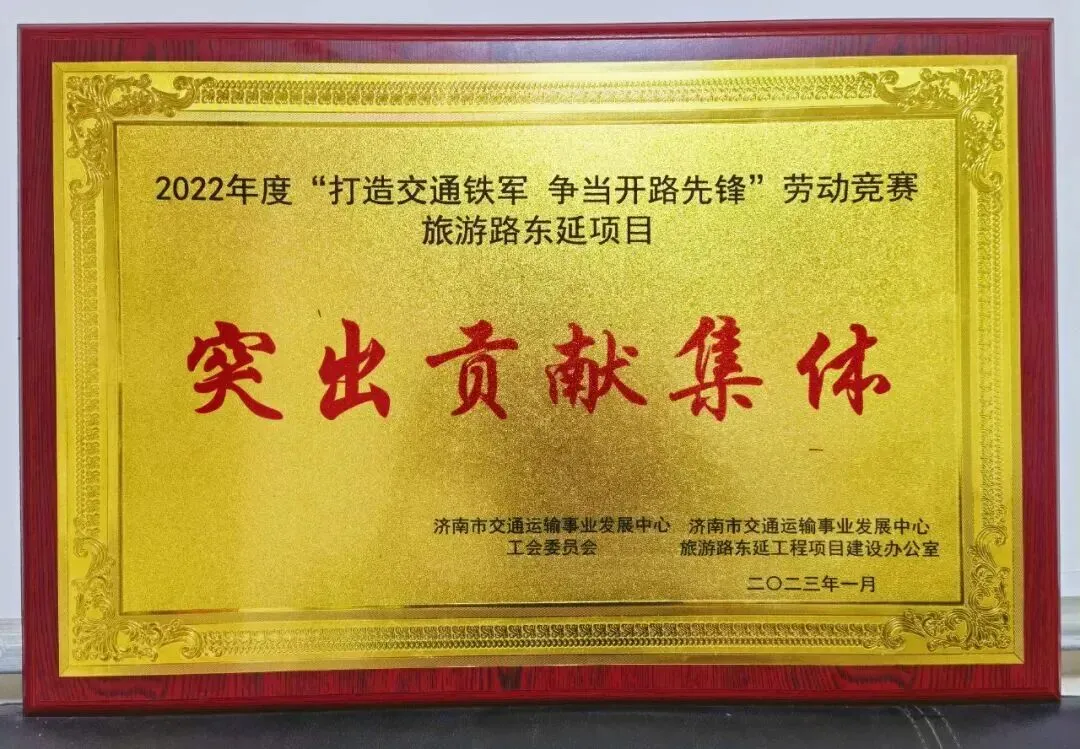 2022年度“打造交通铁军 争当开路先锋”劳动竞赛
旅游路东延项目
突出贡献集体
济南市交通运输事业发展中心
工会委员会
济南市交通运输事业发展中心
旅游路东延工程项目建设办公室
二〇二三年一月